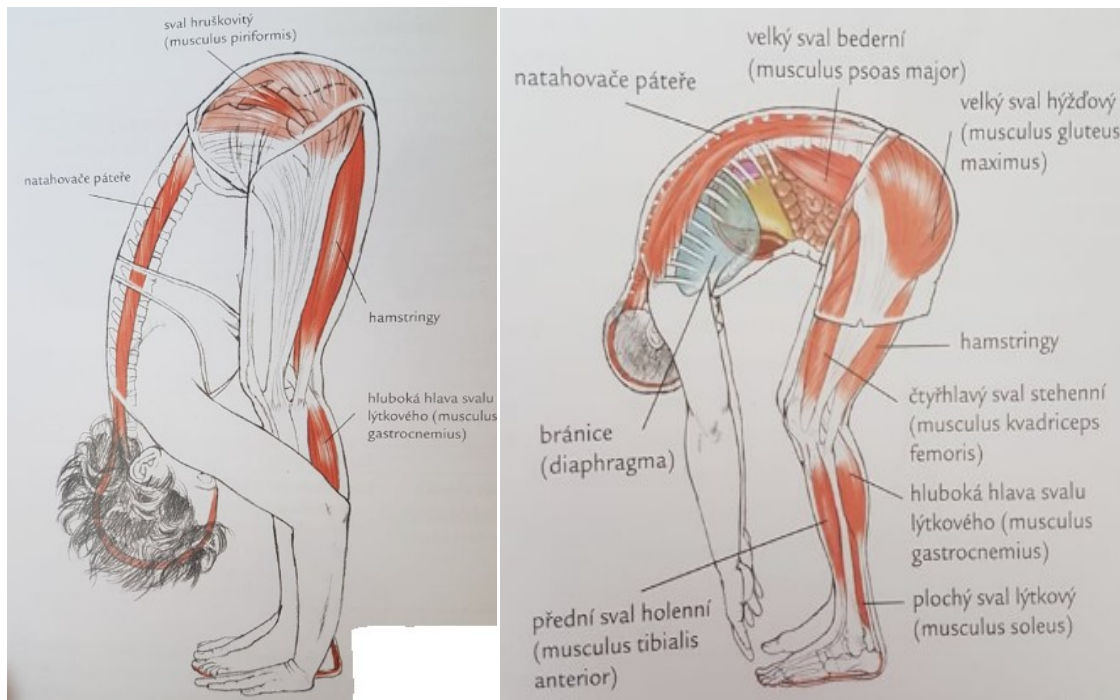 sval hruškovitý
(musculus piriformis)
natahovače páteře
hamstringy
hluboká hlava svalu
lýtkového (musculus
gastrocnemius)
velký sval bederní
(musculus psoas major)
natahovače páteře
velký sval hýžďový
(musculus gluteus
maximus)
hamstringy
čtyřhlavý sval stehenní
(musculus kvadriceps
femoris)
bránice
(diaphragma)
hluboká hlava svalu
lýtkového (musculus
gastrocnemius)
přední sval holenní
(musculus tibialis
anterior)
plochý sval lýtkový
(musculus soleus)